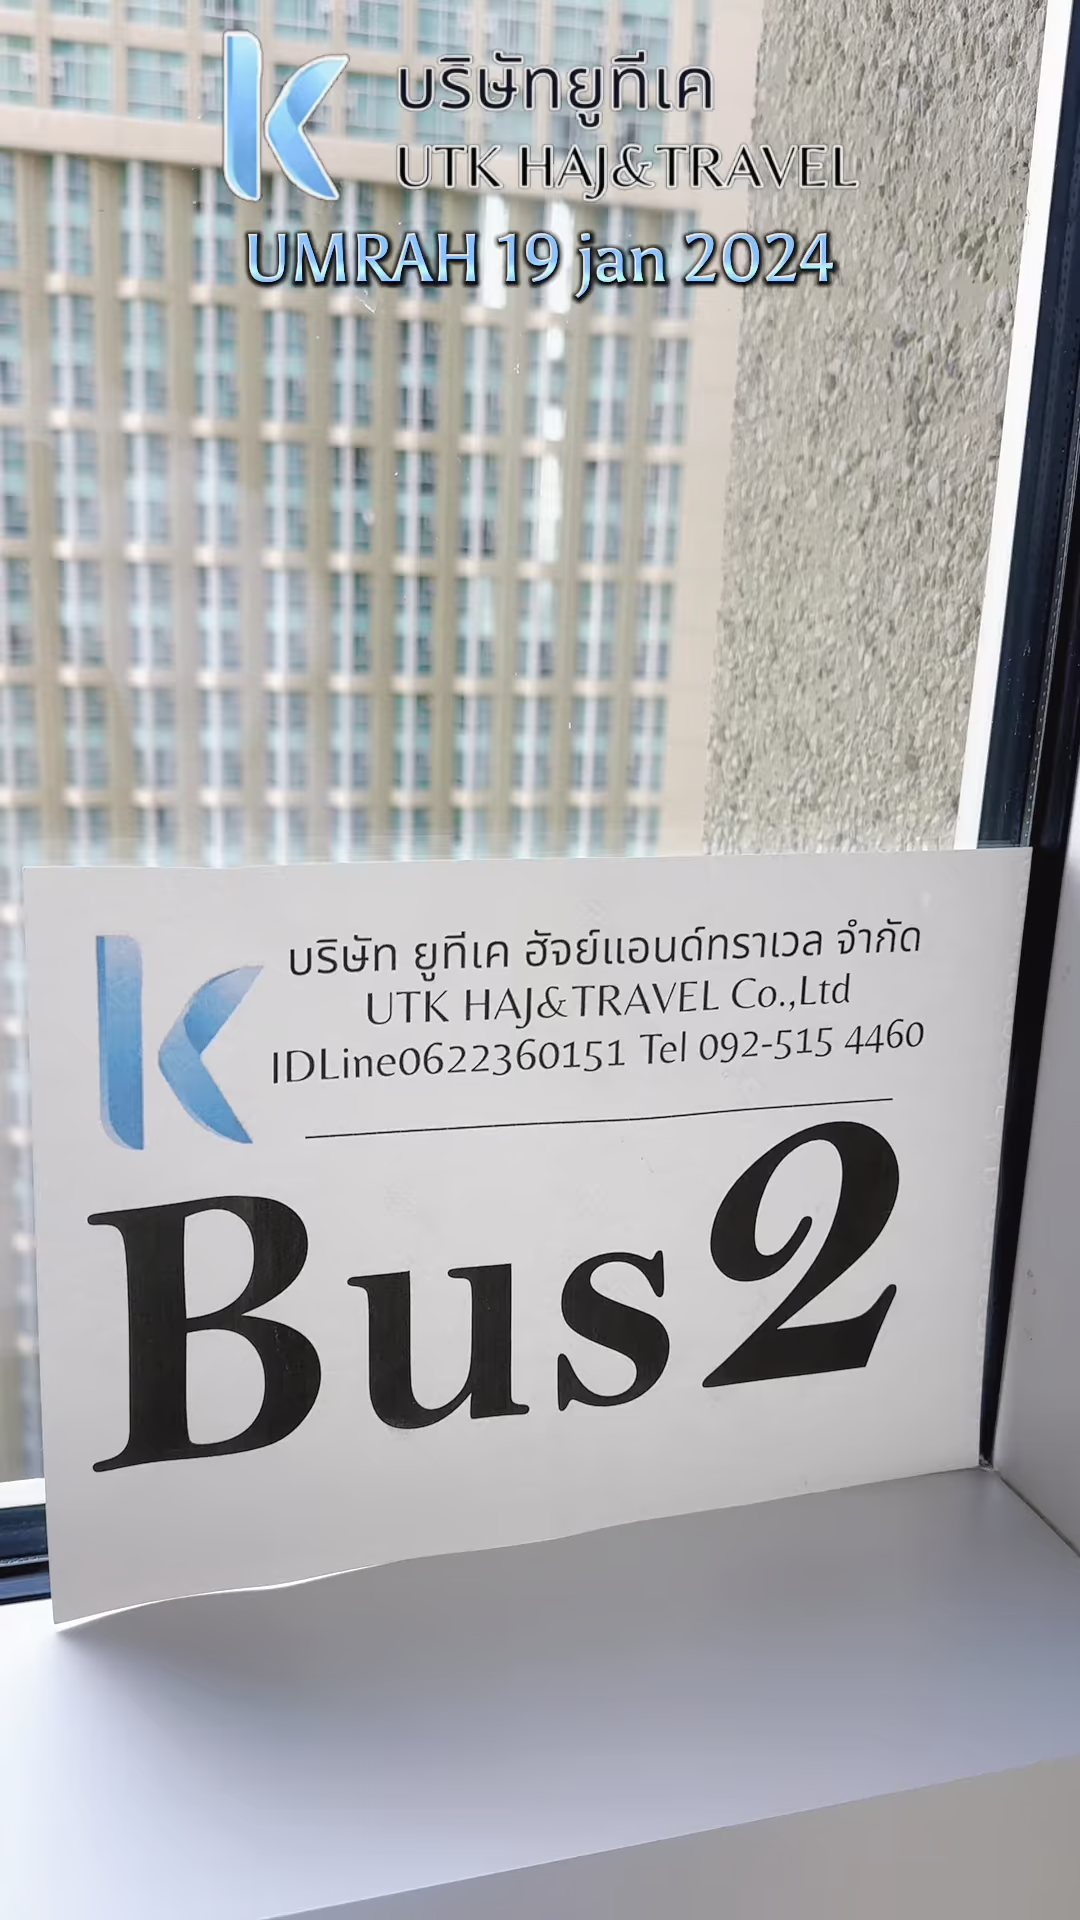 บริษัทยูทีเค
UTK HAJ&TRAVEL
UMRAH 19 jan 2024
บริษัท ยูทีเค ฮัจย์แอนด์ทราเวล จำกัด
UTK HAJ&TRAVEL Co.,Ltd
IDLine0622360151 Tel 092-515 4460
Bus2